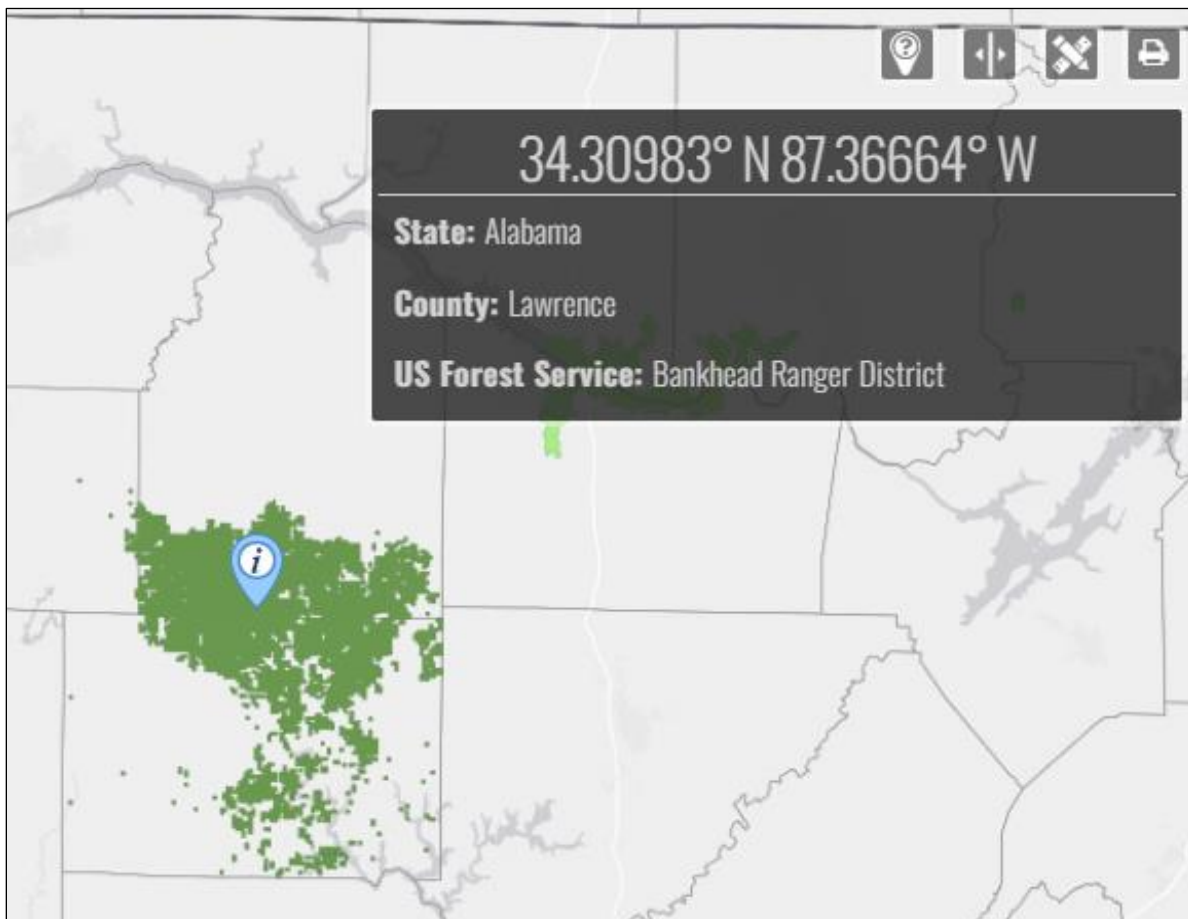 34.30983° N 87.36664° W
State: Alabama
County: Lawrence
US Forest Service: Bankhead Ranger District